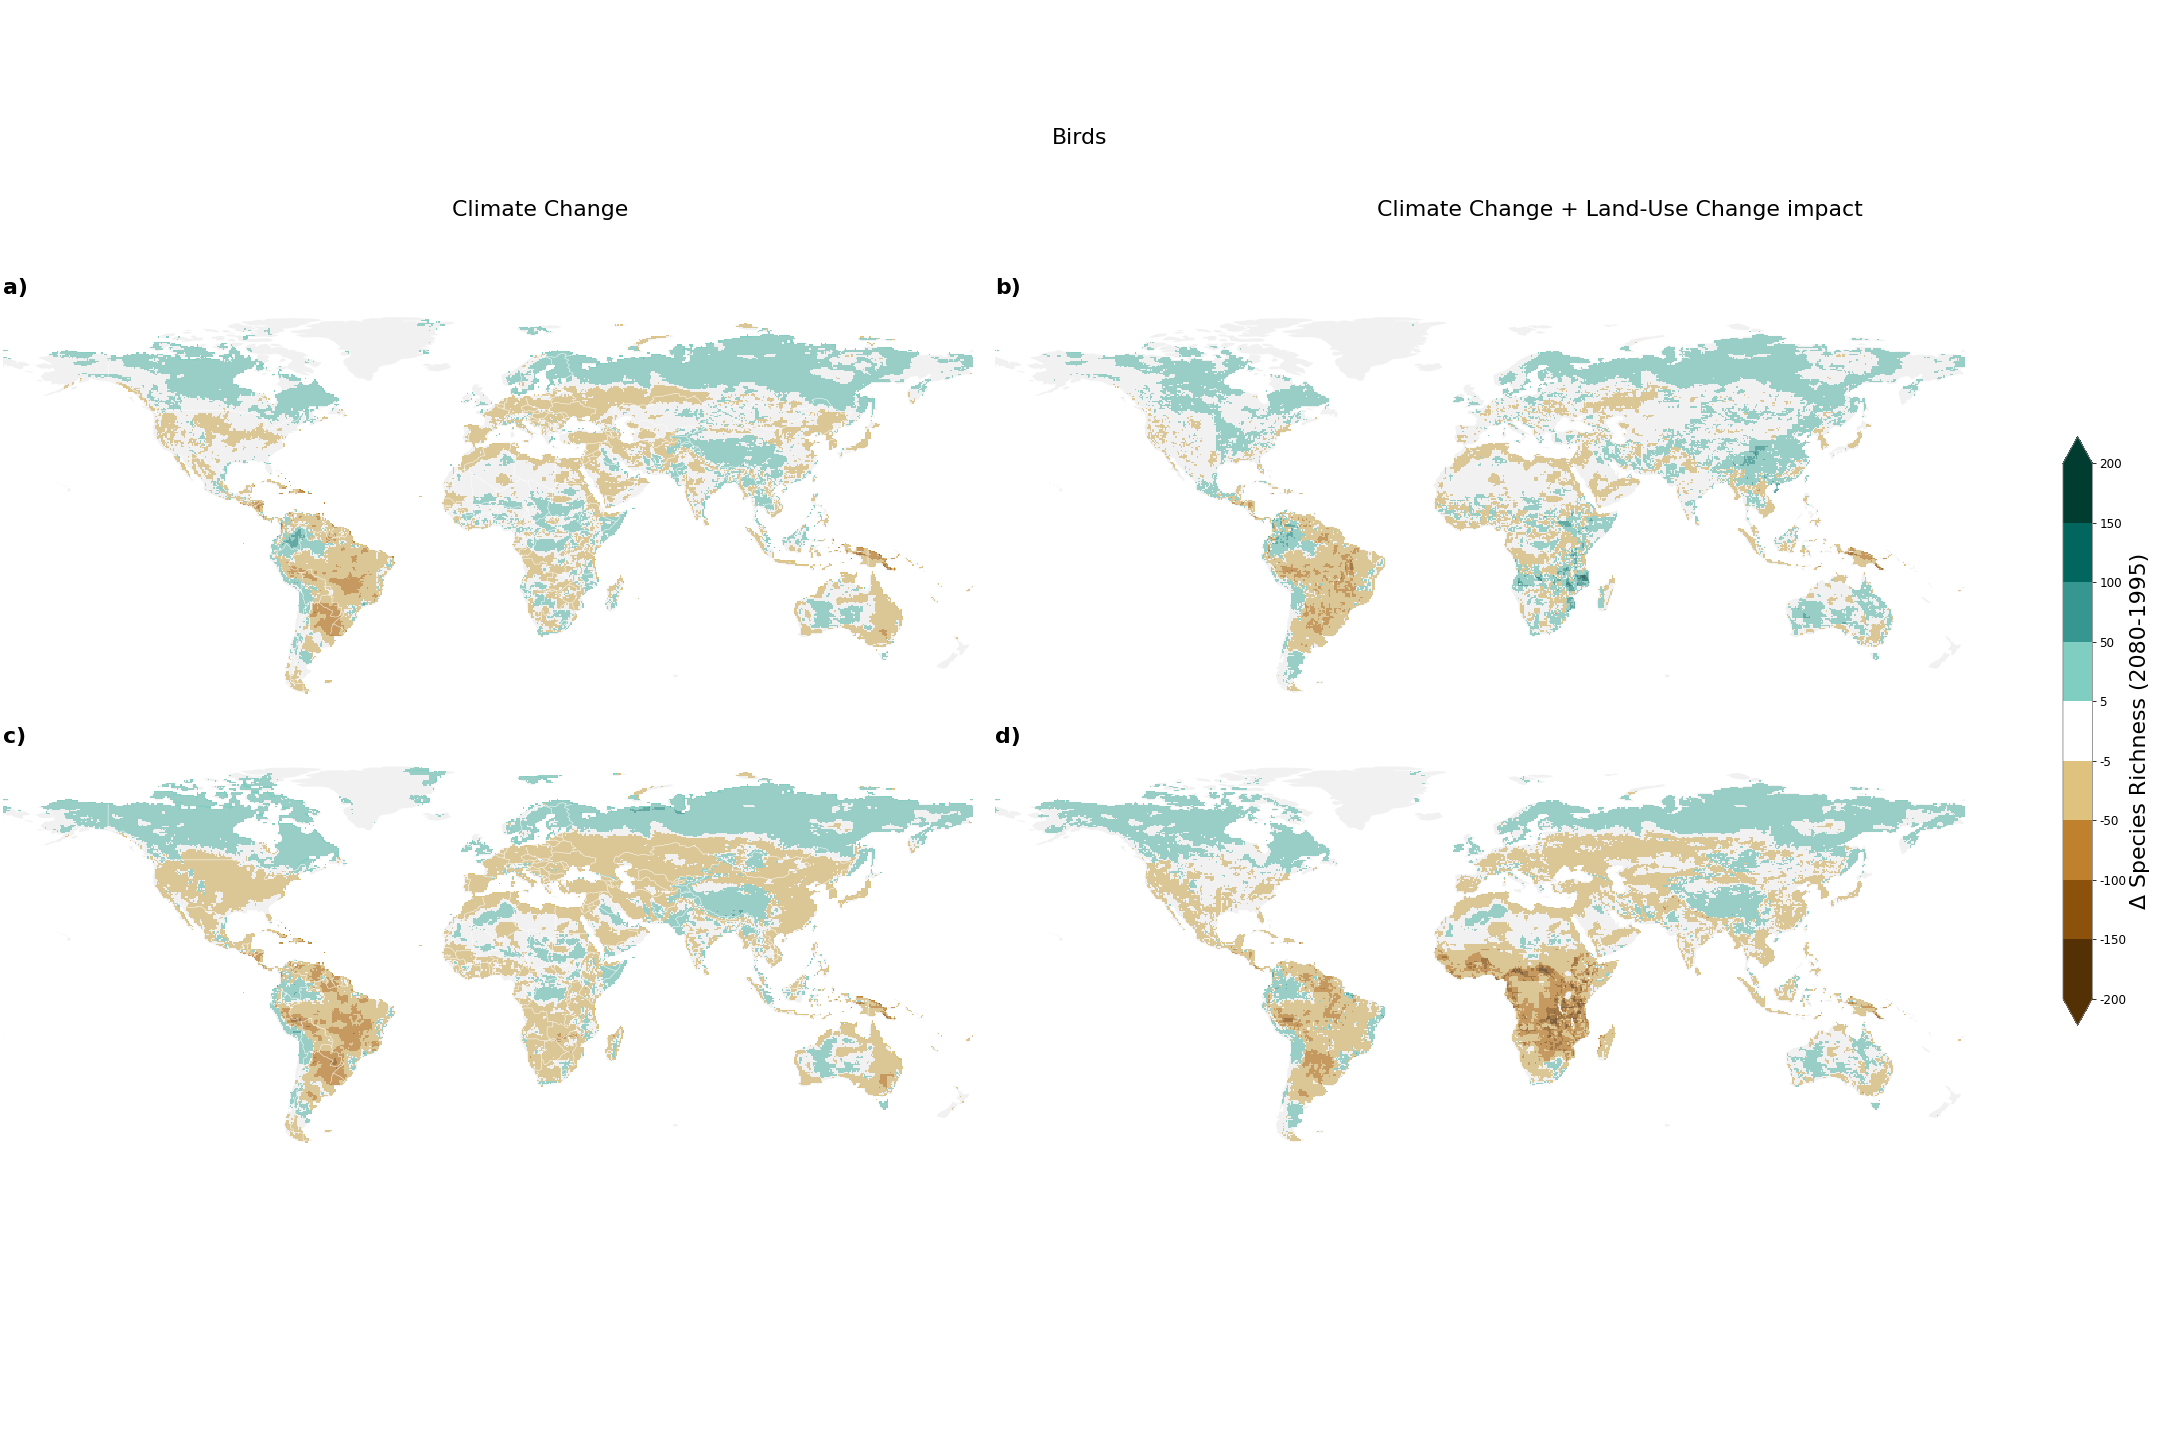 Birds
Climate Change
Climate Change + Land-Use Change impact
a)
b)
c)
d)
200
150
100
50
5
-5
-50
-100
-150
-200
Δ Species Richness (2080-1995)